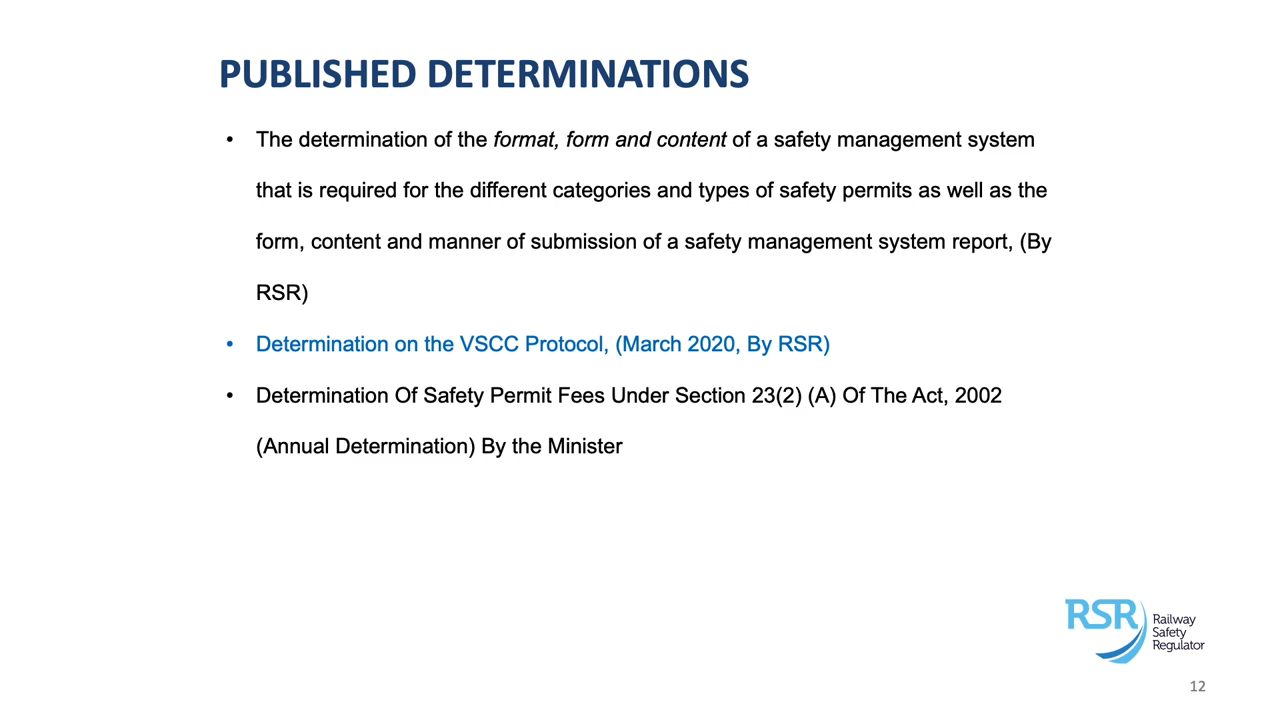 PUBLISHED DETERMINATIONS
• The determination of the format, form and content of a safety management system
that is required for the different categories and types of safety permits as well as the
form, content and manner of submission of a safety management system report, (By
RSR)
• Determination on the VSCC Protocol, (March 2020, By RSR)
• Determination Of Safety Permit Fees Under Section 23(2) (A) Of The Act, 2002
(Annual Determination) By the Minister
RSR
Railway
Safety
Regulator
12